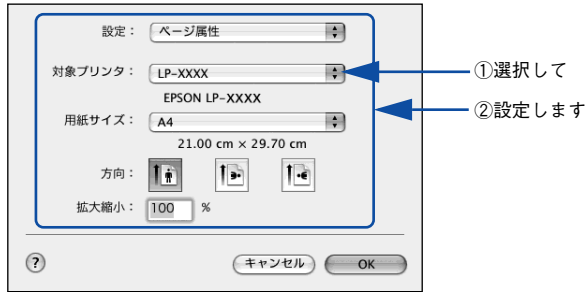 設定： ページ属性
対象プリンタ： LP-XXXX ①選択して
EPSON LP-XXXX
②設定します
用紙サイズ： A4
21.00 cm × 29.70 cm
方向：
拡大縮小： 100 %
? キャンセル OK